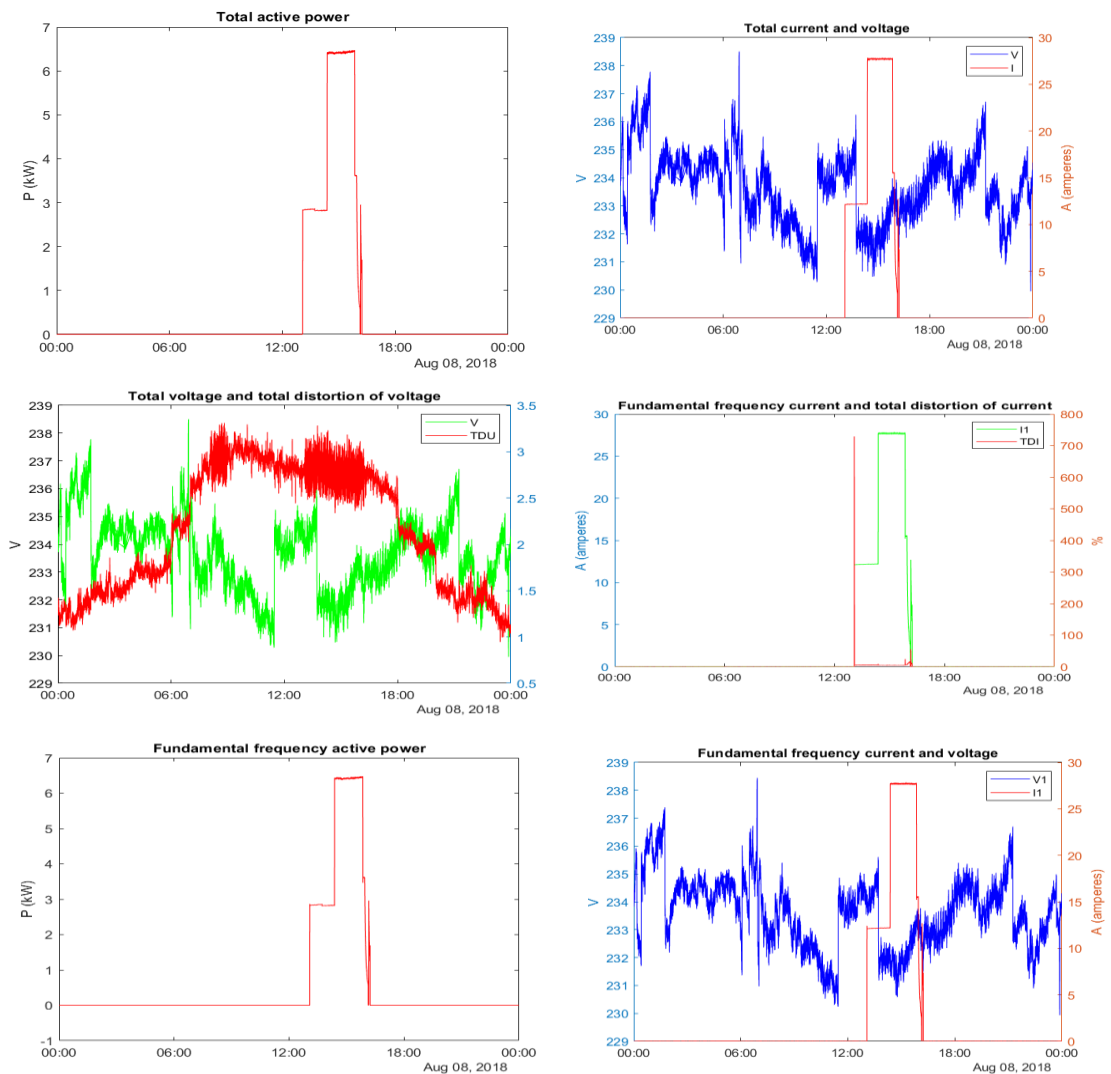 Total active power
7
6
5
4
3
2
1
0
P (kW)
00:00 06:00 12:00 18:00 00:00
Aug 08, 2018
Total current and voltage
239
238
237
236
235
234
233
232
231
230
229
V
V
I
30
25
20
15
10
5
0
A (amperes)
00:00 06:00 12:00 18:00 00:00
Aug 08, 2018
Total voltage and total distortion of voltage
239
238
237
236
235
234
233
232
231
230
229
V
V
TDU
3.5
3
2.5
2
1.5
1
0.5
00:00 06:00 12:00 18:00 00:00
Aug 08, 2018
Fundamental frequency current and total distortion of current
30
25
20
15
10
5
0
A (amperes)
I1
TDI
800
700
600
500
400
300
200
100
0
%
00:00 06:00 12:00 18:00 00:00
Aug 08, 2018
Fundamental frequency active power
7
6
5
4
3
2
1
0
-1
P (kW)
00:00 06:00 12:00 18:00 00:00
Aug 08, 2018
Fundamental frequency current and voltage
239
238
237
236
235
234
233
232
231
230
229
V
V1
I1
30
25
20
15
10
5
0
A (amperes)
00:00 06:00 12:00 18:00 00:00
Aug 08, 2018